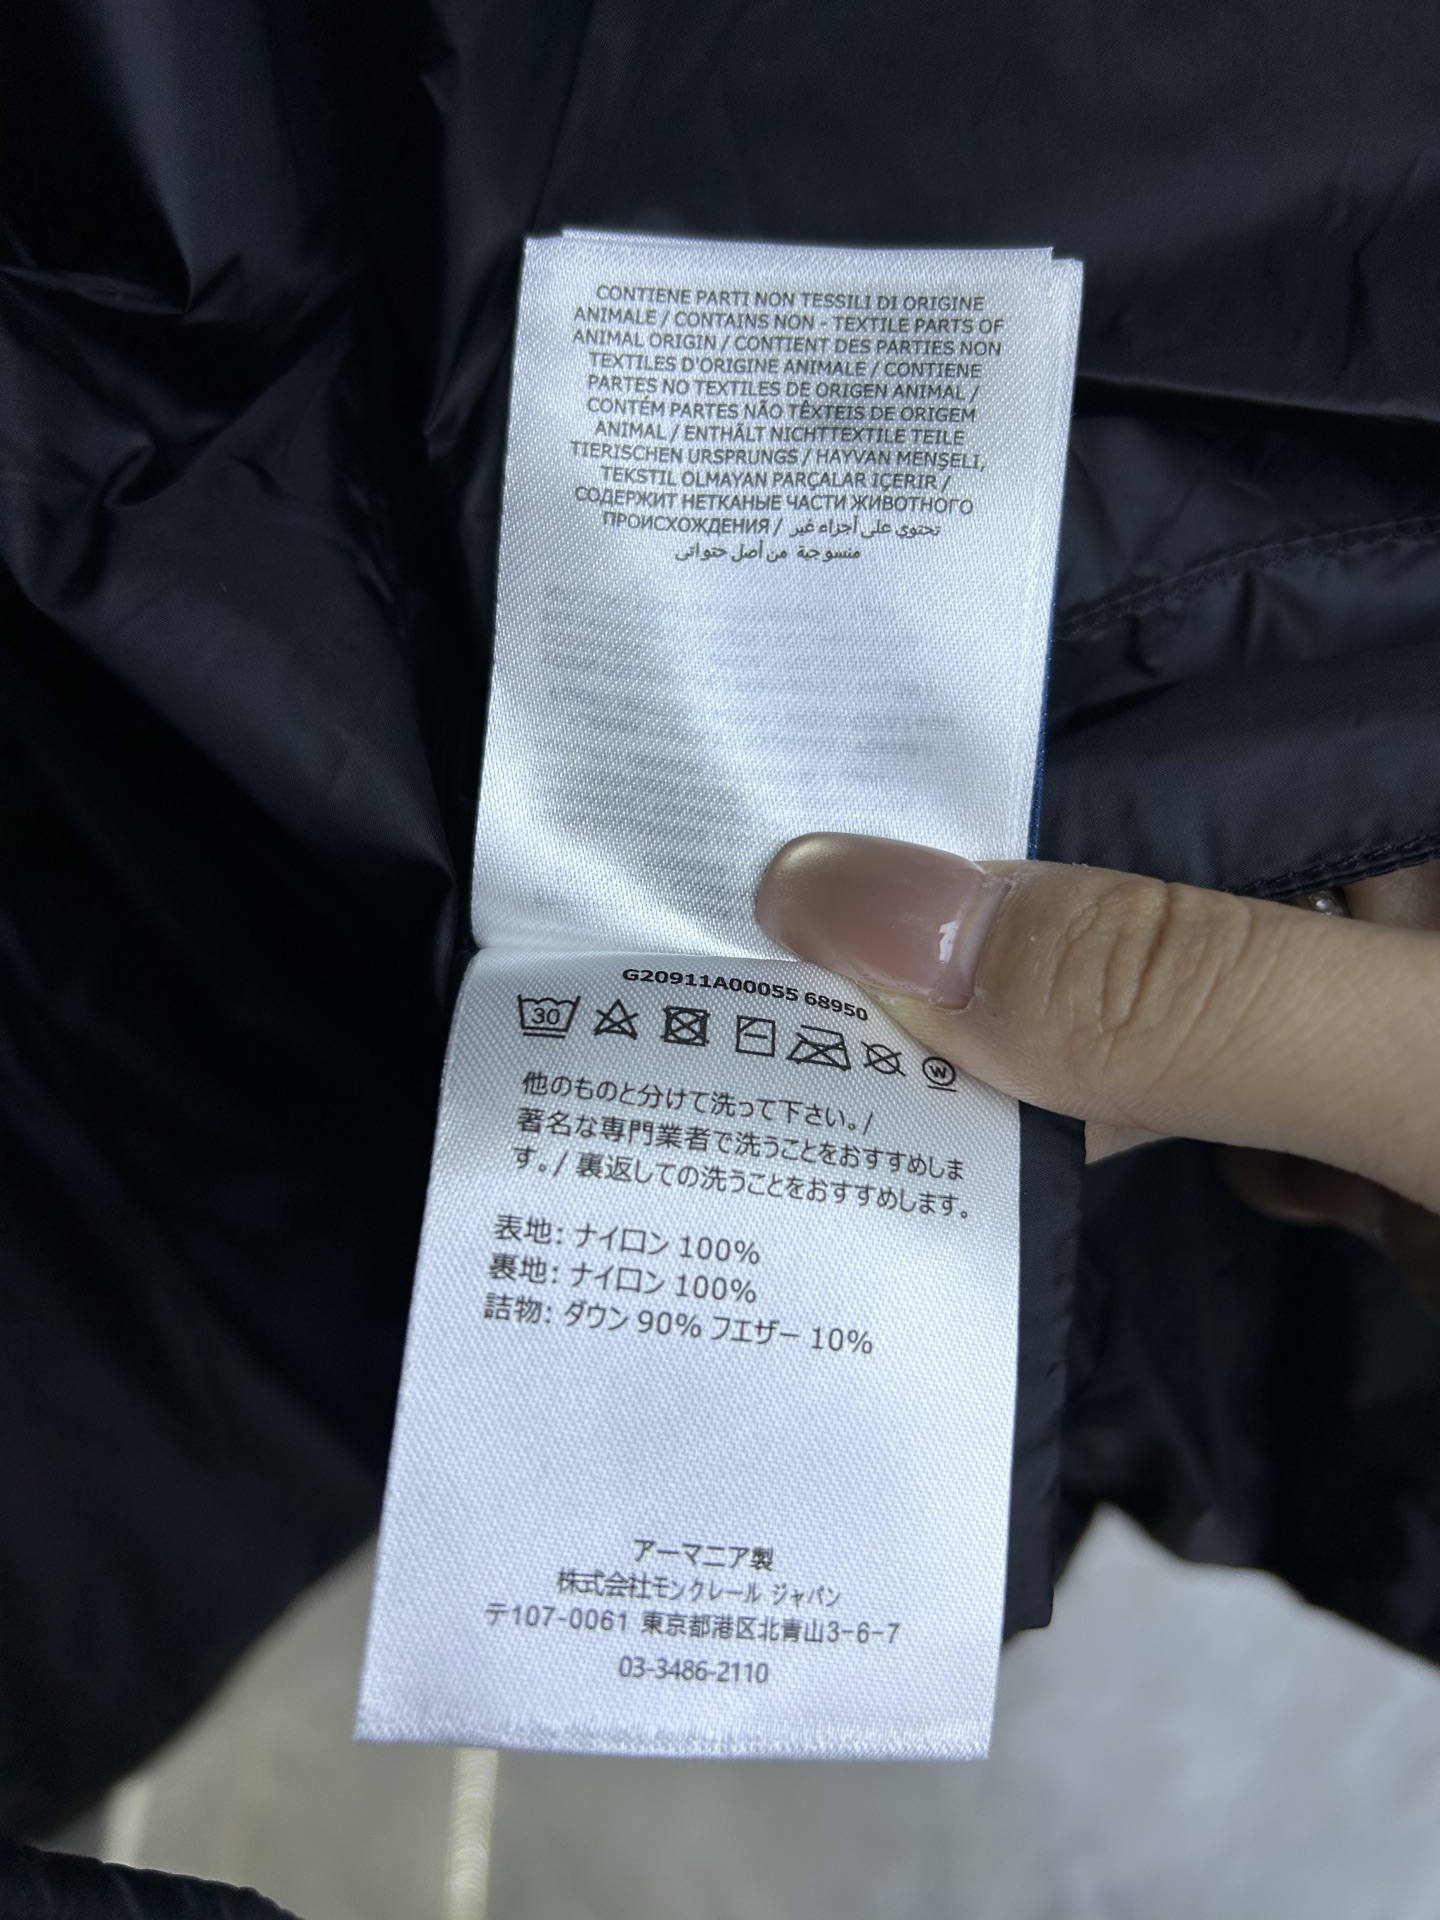 CONTIENE PARTI NON TESSILI DI ORIGINE
ANIMALE / CONTAINS NON - TEXTILE PARTS OF
ANIMAL ORIGIN / CONTIENT DES PARTIES NON
TEXTILES D'ORIGINE ANIMALE / CONTIENE
PARTES NO TEXTILES DE ORIGEN ANIMAL /
CONTÉM PARTES NÃO TÊXTEIS DE ORIGEM
ANIMAL / ENTHÄLT NICHTTEXTILE TEILE
TIERISCHEN URSPRUNGS / HAYVAN MENŞELİ,
TEKSTIL OLMAYAN PARÇALAR IÇERIR /
СОДЕРЖИТ НЕТКАНЫЕ ЧАСТИ ЖИВОТНОГО
ПРОИСХОЖДЕНИЯ / تحتوي على أجزاء غير
منسوجية من أصل حتواتى
G20911A00055 68950
30
W
他のものと分けて洗って下さい。/
著名な専門業者で洗うことをおすすめしま
す。/ 裏返しての洗うことをおすすめします。
表地: ナイロン 100%
裏地: ナイロン 100%
詰物: ダウン 90% フエザー 10%
アーマニア製
株式会社モンクレール ジャパン
〒107-0061 東京都港区北青山3-6-7
03-3486-2110